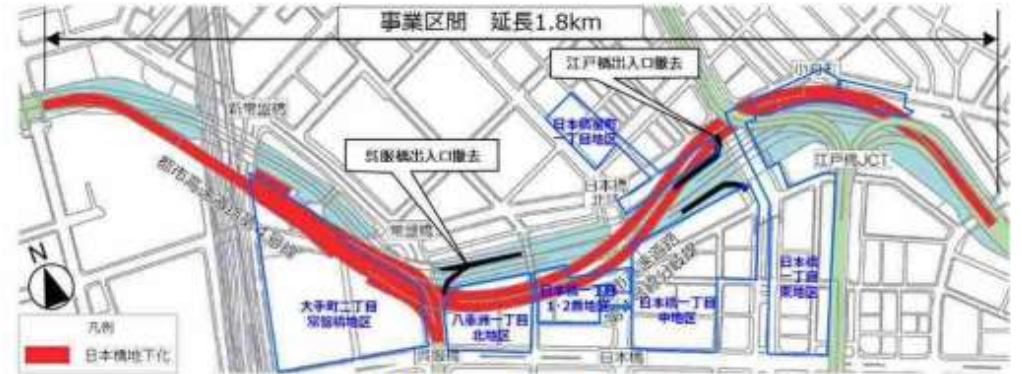 事業区間 延長1.8km
江戸橋出入口撤去
呉服橋出入口撤去
新常盤橋
常盤橋
日本橋室町
一丁目地区
小舟町
江戸橋JCT
大手町二丁目
常盤橋地区
八重洲一丁目
北地区
日本橋一丁目
1・2番地区
日本橋一丁目
中地区
日本橋
一丁目
東地区
呉服橋
日本橋
N
凡例
日本橋地下化